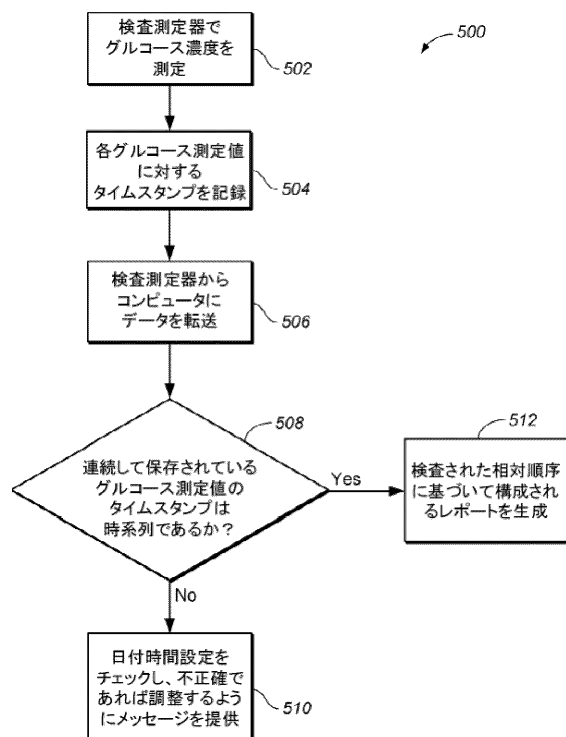 検査測定器で
グルコース濃度を
測定
502
500
各グルコース測定値
に対する
タイムスタンプを記録
504
検査測定器から
コンピュータに
データを転送
506
508
連続して保存されている
グルコース測定値の
タイムスタンプは
時系列であるか？
Yes
512
検査された相対順序
に基づいて構成され
るレポートを生成
No
日付時間設定を
チェックし、不正確で
あれば調整するよう
にメッセージを提供
510